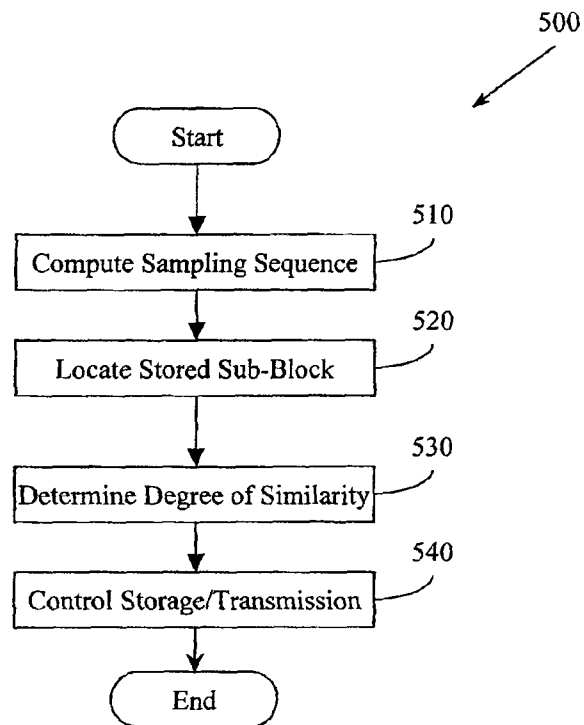 500
Start
510
Compute Sampling Sequence
520
Locate Stored Sub-Block
530
Determine Degree of Similarity
540
Control Storage/Transmission
End